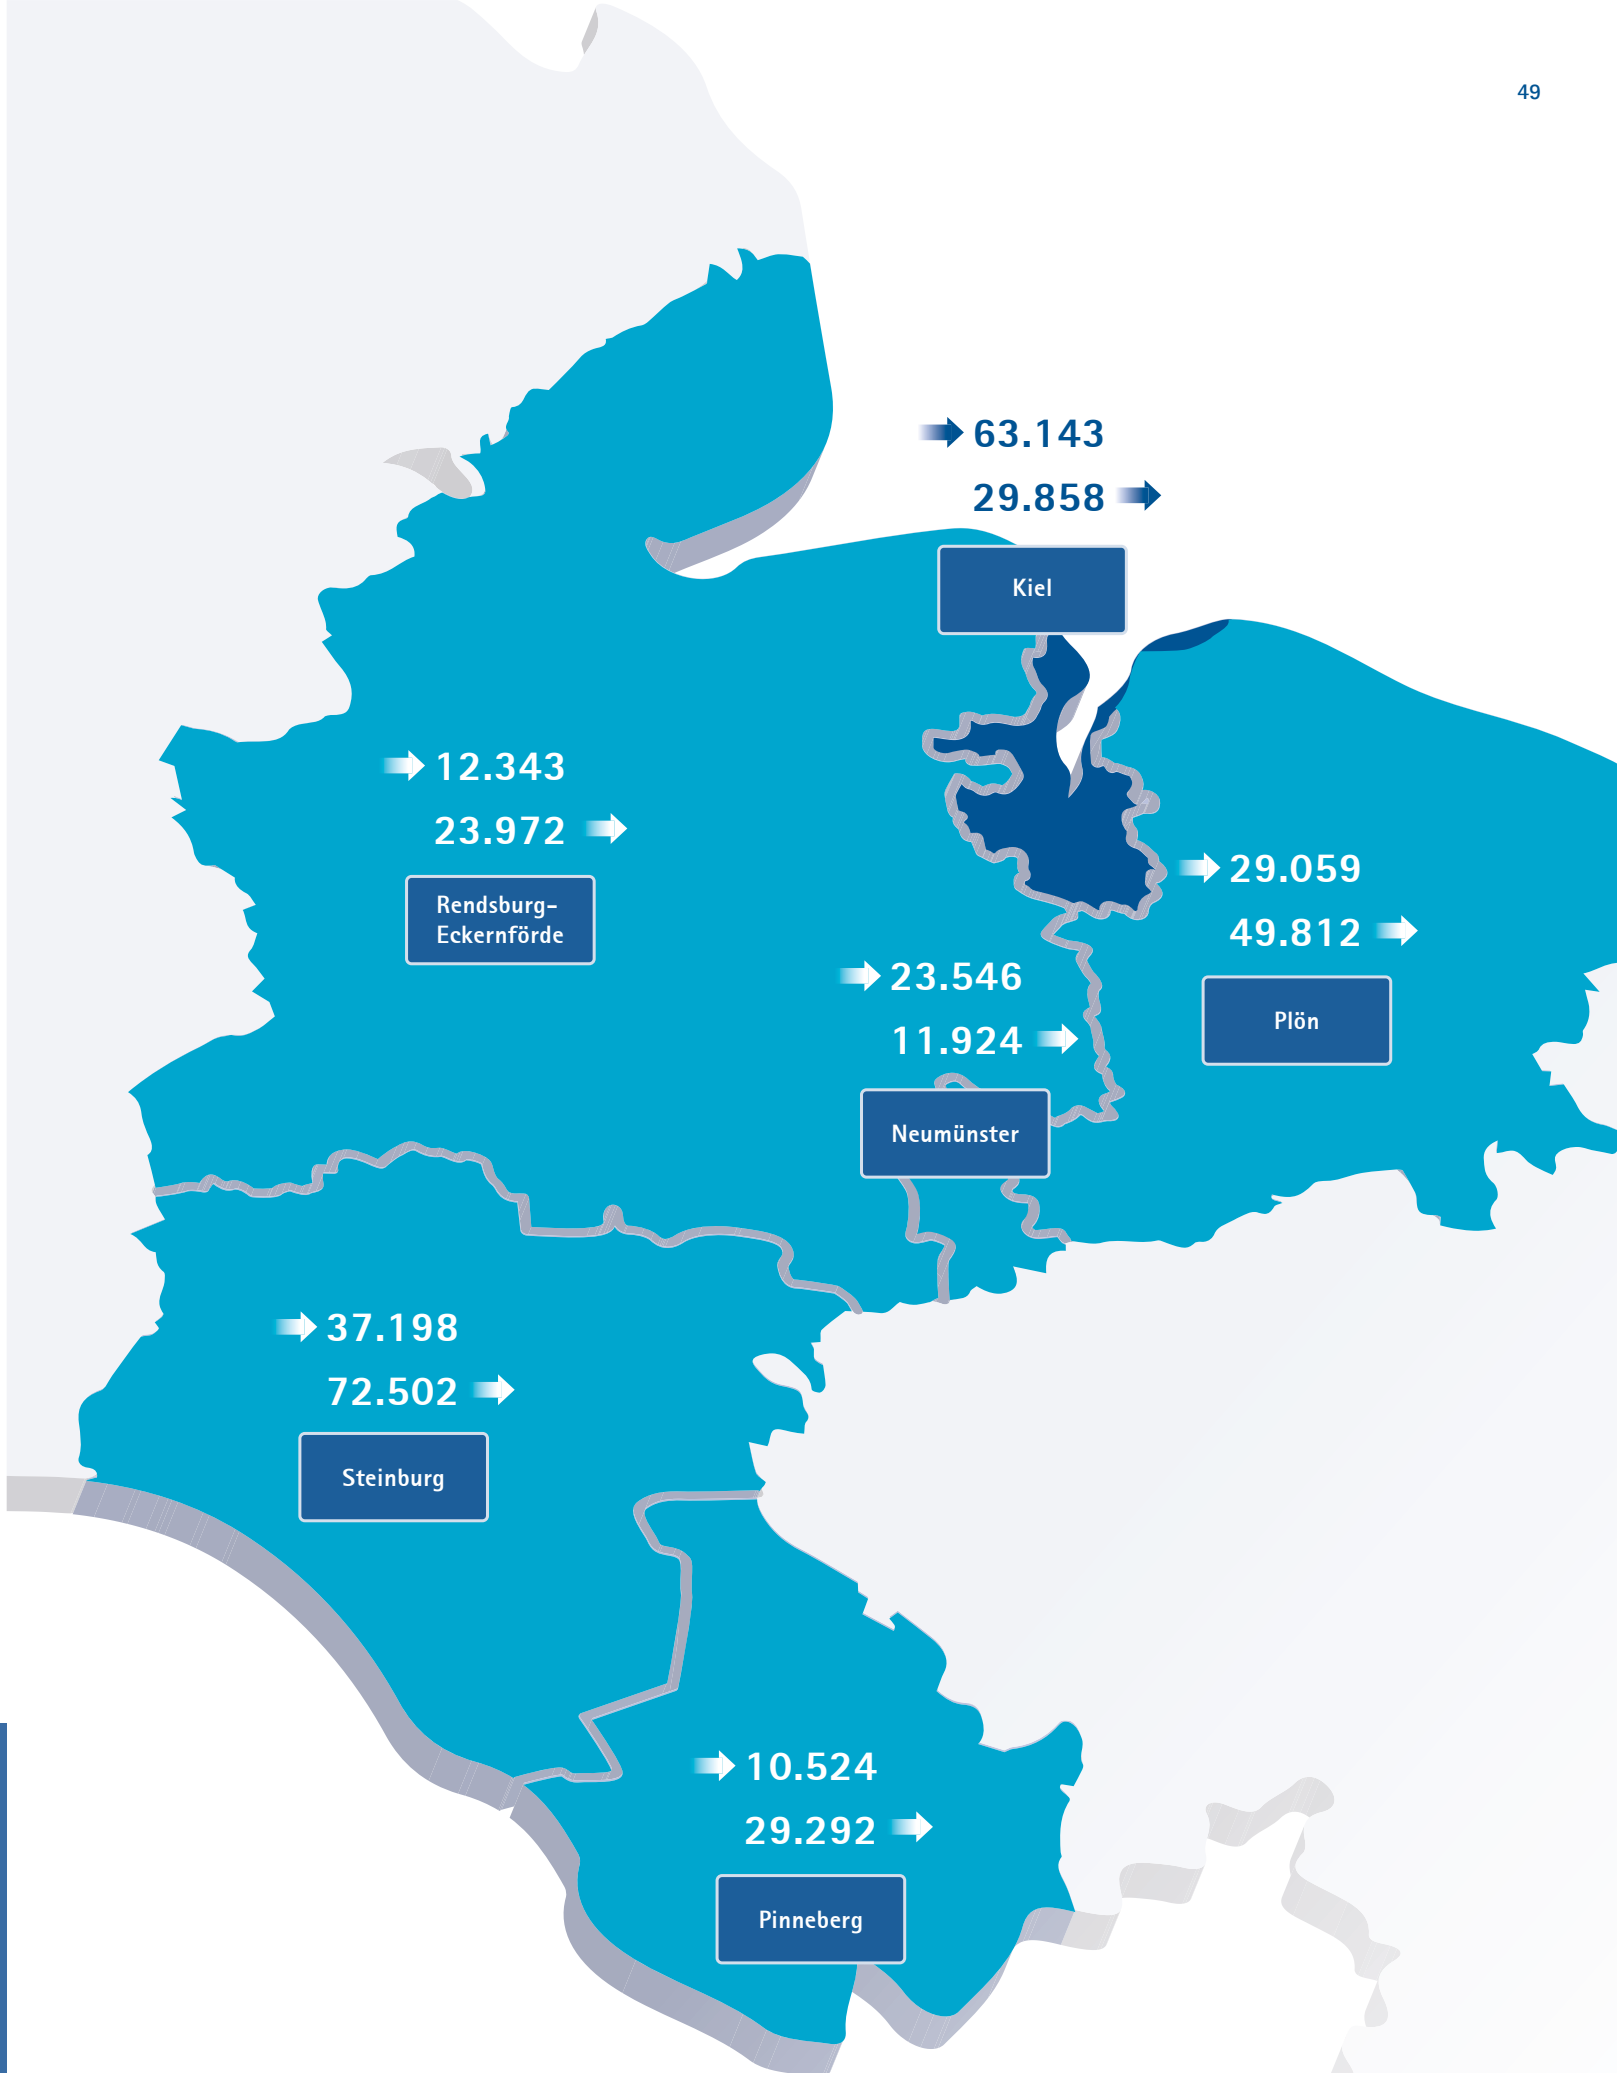 49
63.143
29.858
Kiel
12.343
23.972
Rendsburg-
Eckernförde
29.059
49.812
Plön
23.546
11.924
Neumünster
37.198
72.502
Steinburg
10.524
29.292
Pinneberg